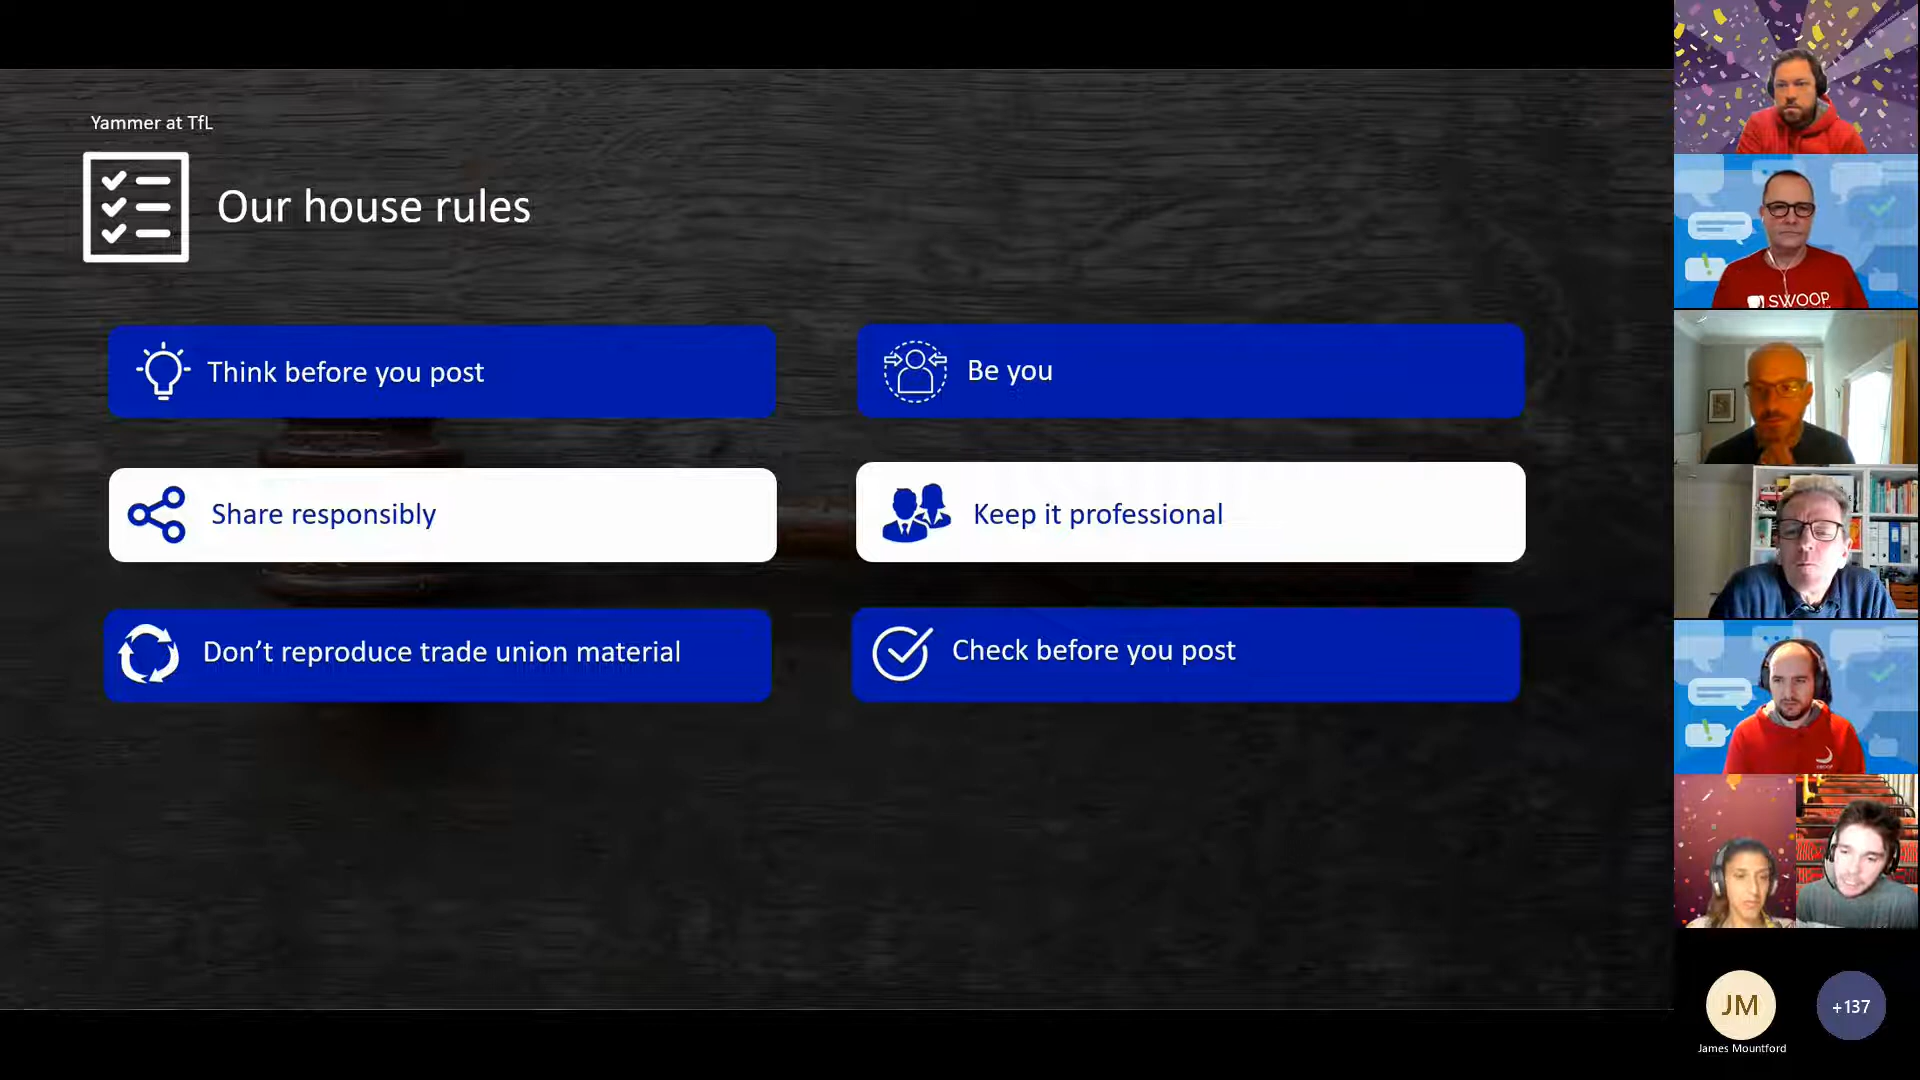 Yammer at TfL
Our house rules
Think before you post
Be you
Share responsibly
Keep it professional
Don’t reproduce trade union material
Check before you post
SWOOP
JM
+137
James Mountford